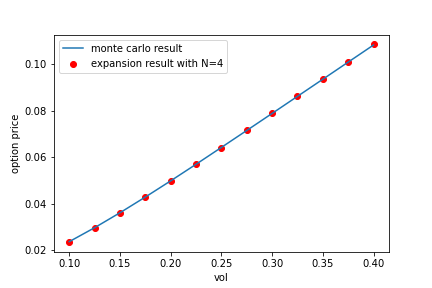 monte carlo result
expansion result with N=4
option price
0.10
0.08
0.06
0.04
0.02
0.10 0.15 0.20 0.25 0.30 0.35 0.40
vol